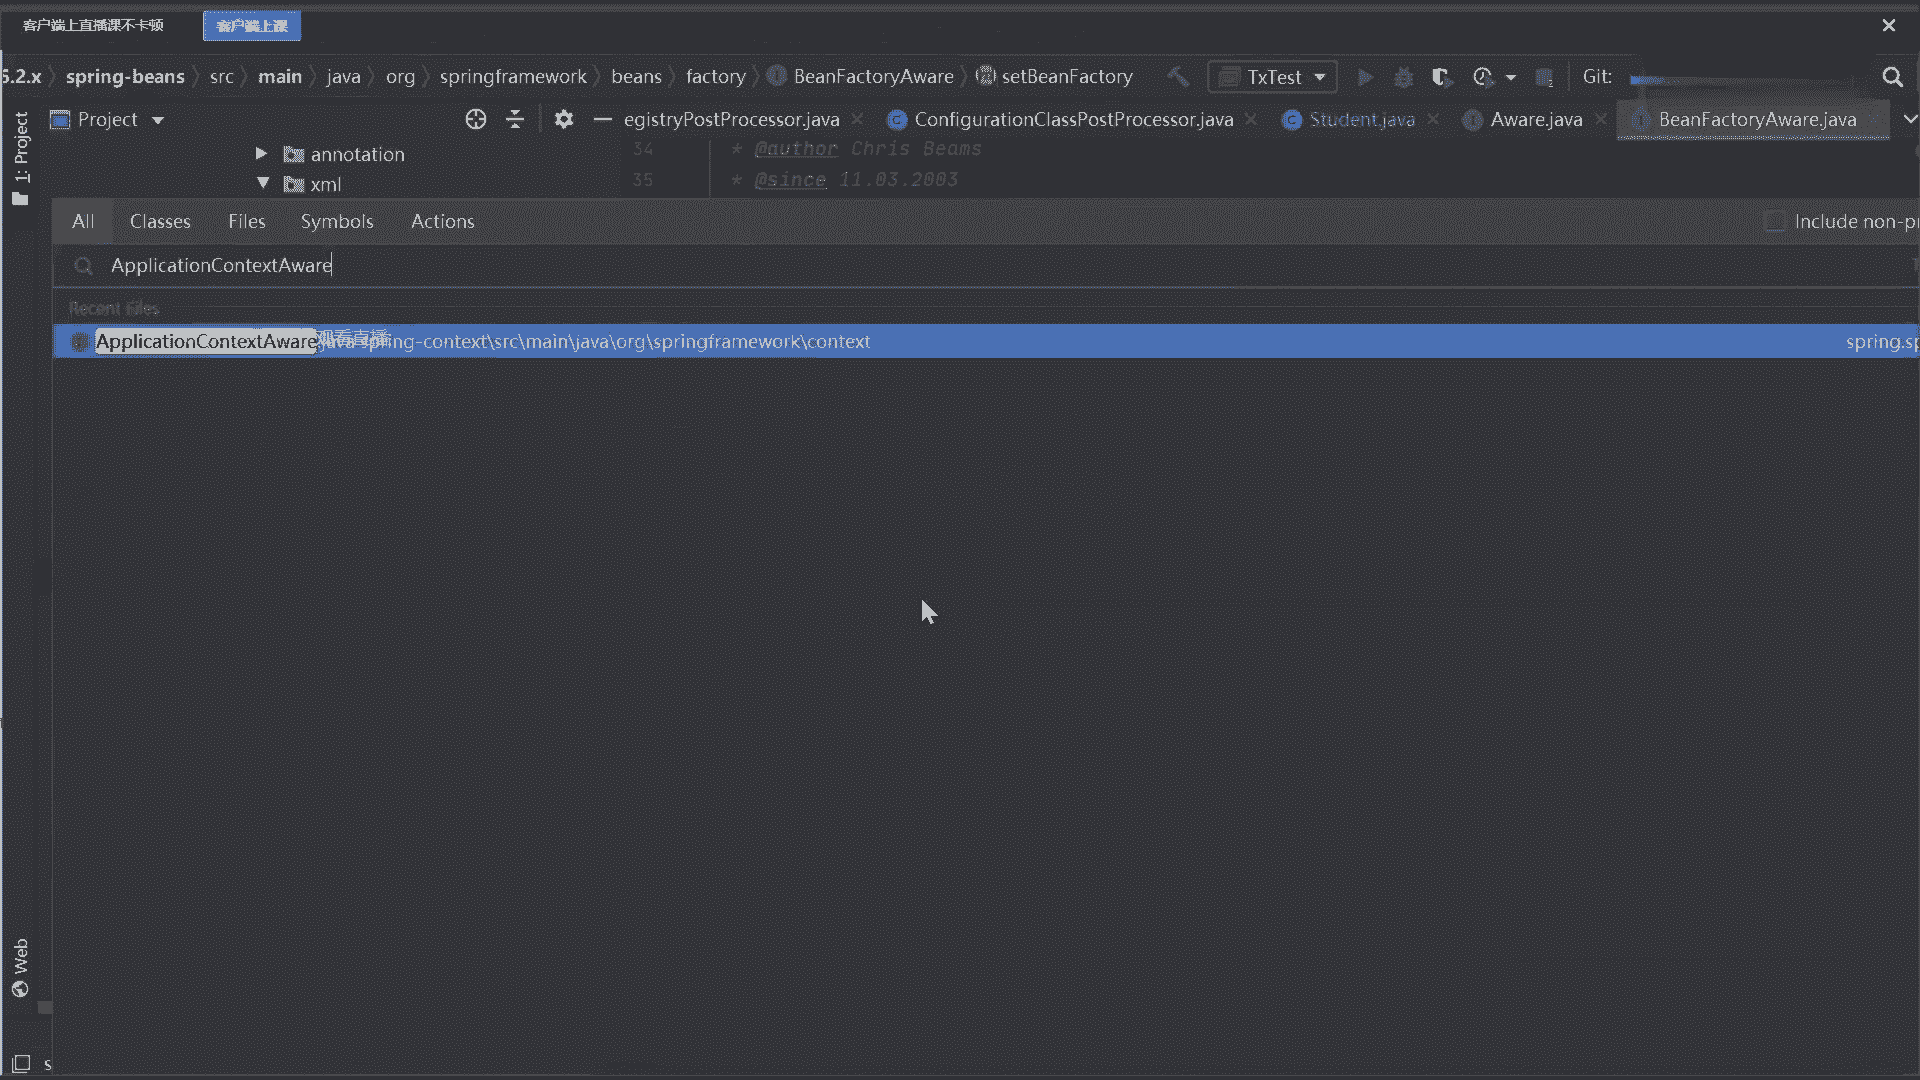 客户端上直播课不卡顿 客户端上课
5.2.x spring-beans src main java org springframework beans factory BeanFactoryAware setBeanFactory TxTest Git:
Project egistryPostProcessor.java ConfigurationClassPostProcessor.java Student.java Aware.java BeanFactoryAware.java
1: Project
annotation 34 * @author Chris Beams
xml 35 * @since 11.03.2003
All Classes Files Symbols Actions Include non-pr
ApplicationContextAware
Recent Files
ApplicationContextAware.java spring-context\src\main\java\org\springframework\context spring.sp
观看直播
Web
s